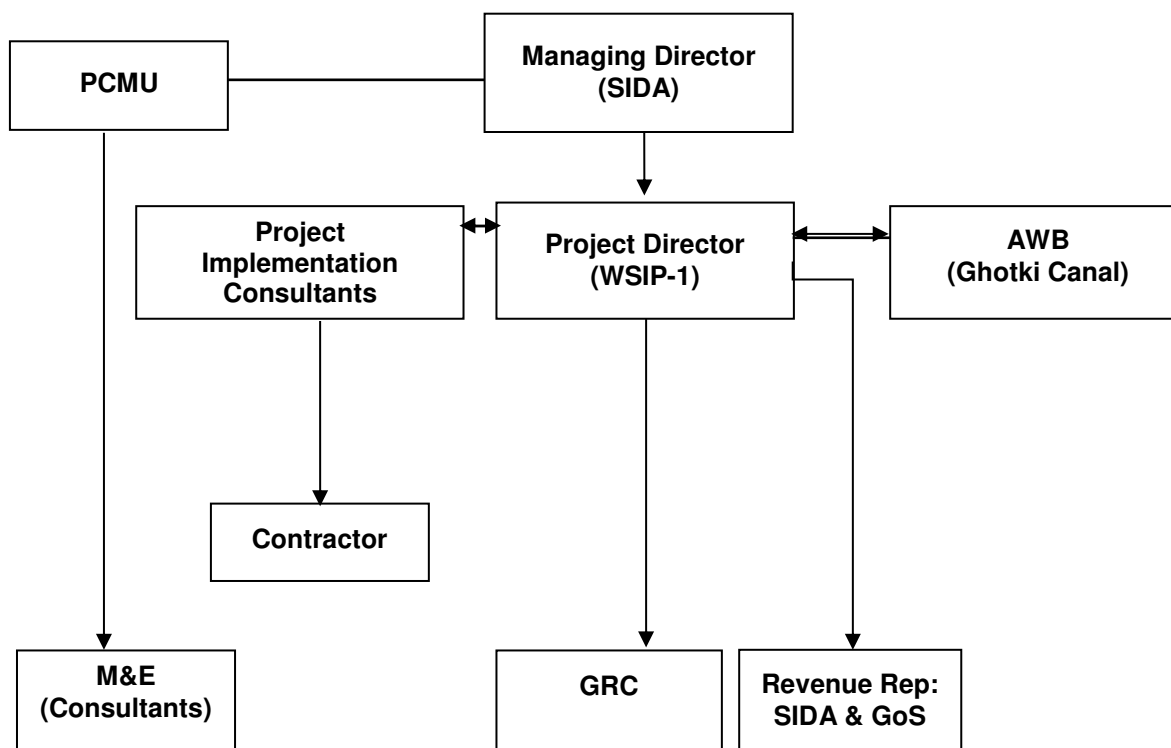 PCMU
Managing Director
(SIDA)
Project
Implementation
Consultants
Project Director
(WSIP-1)
AWB
(Ghotki Canal)
Contractor
M&E
(Consultants)
GRC
Revenue Rep:
SIDA & GoS